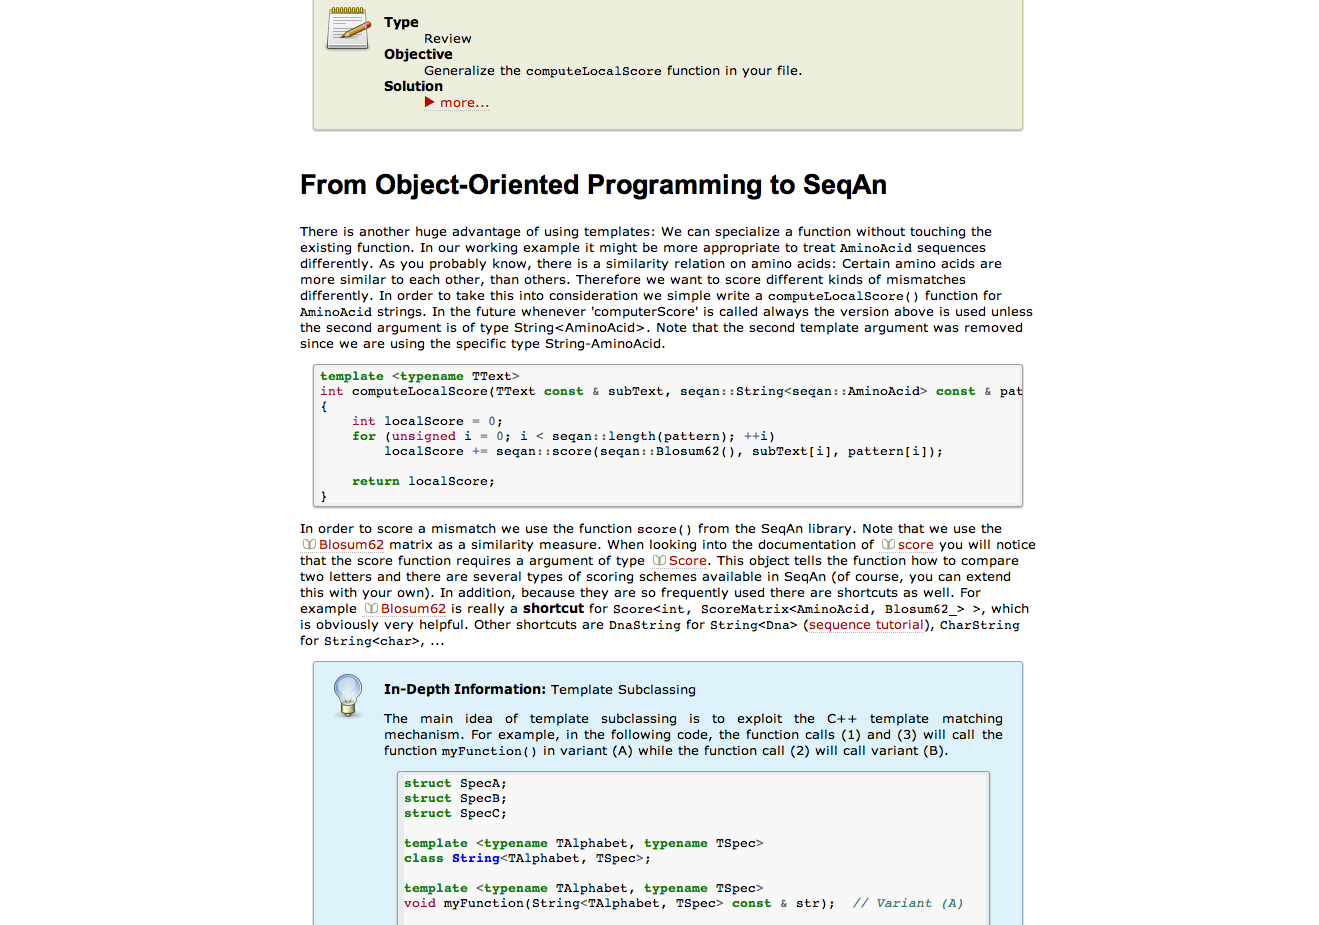 Type
Review
Objective
Generalize the computeLocalScore function in your file.
Solution
▶ more...
From Object-Oriented Programming to SeqAn
There is another huge advantage of using templates: We can specialize a function without touching the
existing function. In our working example it might be more appropriate to treat AminoAcid sequences
differently. As you probably know, there is a similarity relation on amino acids: Certain amino acids are
more similar to each other, than others. Therefore we want to score different kinds of mismatches
differently. In order to take this into consideration we simple write a computeLocalScore() function for
AminoAcid strings. In the future whenever 'computerScore' is called always the version above is used unless
the second argument is of type String<AminoAcid>. Note that the second template argument was removed
since we are using the specific type String-AminoAcid.
template <typename TText>
int computeLocalScore(TText const & subText, seqan::String<seqan::AminoAcid> const & pat
{
    int localScore = 0;
    for (unsigned i = 0; i < seqan::length(pattern); ++i)
        localScore += seqan::score(seqan::Blosum62(), subText[i], pattern[i]);
    return localScore;
}
In order to score a mismatch we use the function score() from the SeqAn library. Note that we use the
Blosum62 matrix as a similarity measure. When looking into the documentation of score you will notice
that the score function requires a argument of type Score. This object tells the function how to compare
two letters and there are several types of scoring schemes available in SeqAn (of course, you can extend
this with your own). In addition, because they are so frequently used there are shortcuts as well. For
example Blosum62 is really a shortcut for Score<int, ScoreMatrix<AminoAcid, Blosum62_> >, which
is obviously very helpful. Other shortcuts are DnaString for String<Dna> (sequence tutorial), CharString
for String<char>, ...
In-Depth Information: Template Subclassing
The main idea of template subclassing is to exploit the C++ template matching
mechanism. For example, in the following code, the function calls (1) and (3) will call the
function myFunction() in variant (A) while the function call (2) will call variant (B).
struct SpecA;
struct SpecB;
struct SpecC;
template <typename TAlphabet, typename TSpec>
class String<TAlphabet, TSpec>;
template <typename TAlphabet, typename TSpec>
void myFunction(String<TAlphabet, TSpec> const & str);  // Variant (A)